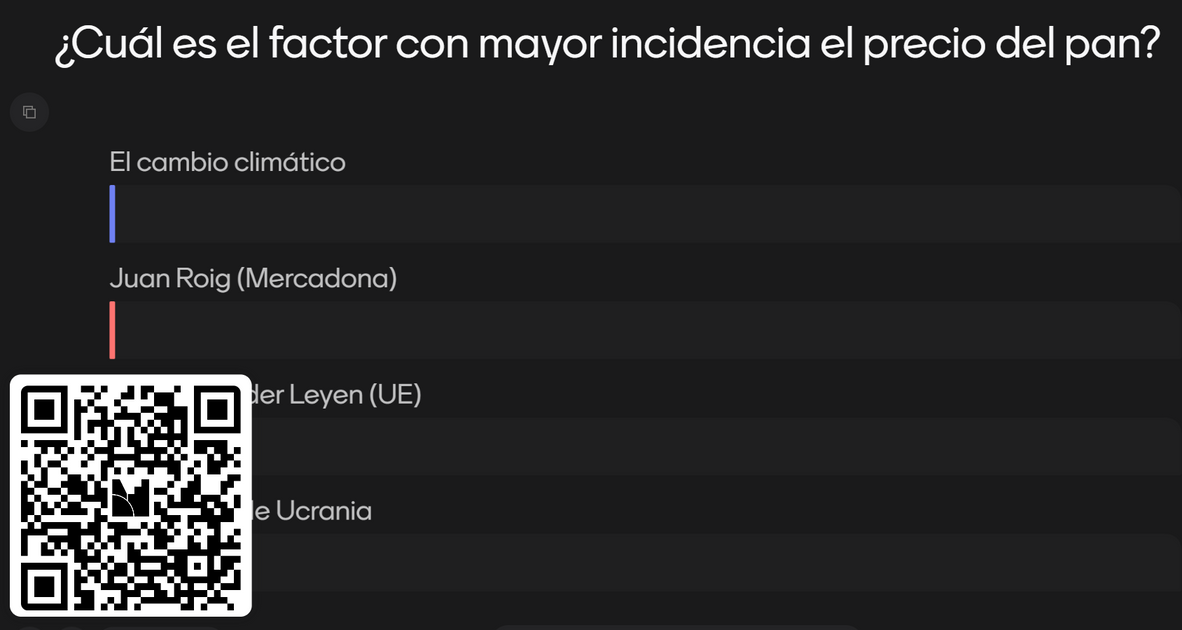 ¿Cuál es el factor con mayor incidencia el precio del pan?
El cambio climático
Juan Roig (Mercadona)
der Leyen (UE)
de Ucrania